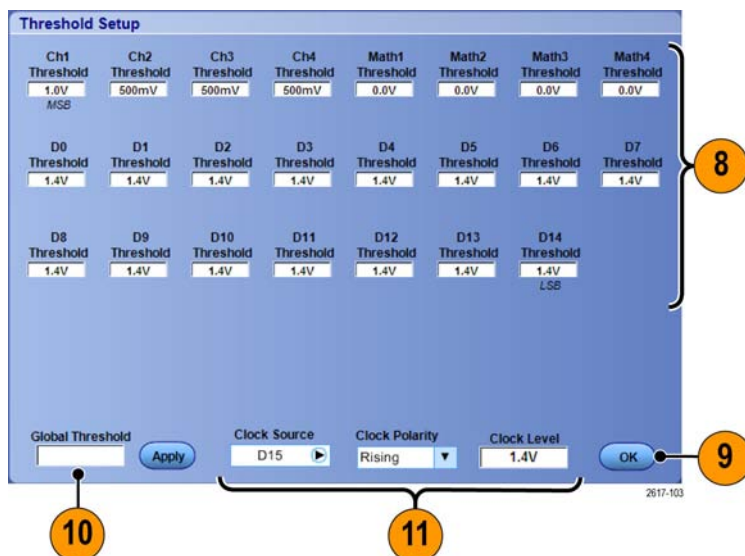 Threshold Setup
Ch1 Ch2 Ch3 Ch4 Math1 Math2 Math3 Math4
Threshold Threshold Threshold Threshold Threshold Threshold Threshold Threshold
1.0V 500mV 500mV 500mV 0.0V 0.0V 0.0V 0.0V
MSB
D0 D1 D2 D3 D4 D5 D6 D7
Threshold Threshold Threshold Threshold Threshold Threshold Threshold Threshold
1.4V 1.4V 1.4V 1.4V 1.4V 1.4V 1.4V 1.4V
8
D8 D9 D10 D11 D12 D13 D14
Threshold Threshold Threshold Threshold Threshold Threshold Threshold
1.4V 1.4V 1.4V 1.4V 1.4V 1.4V 1.4V
LSB
Global Threshold Clock Source Clock Polarity Clock Level
Apply D15 Rising 1.4V OK 9
2617-103
10 11